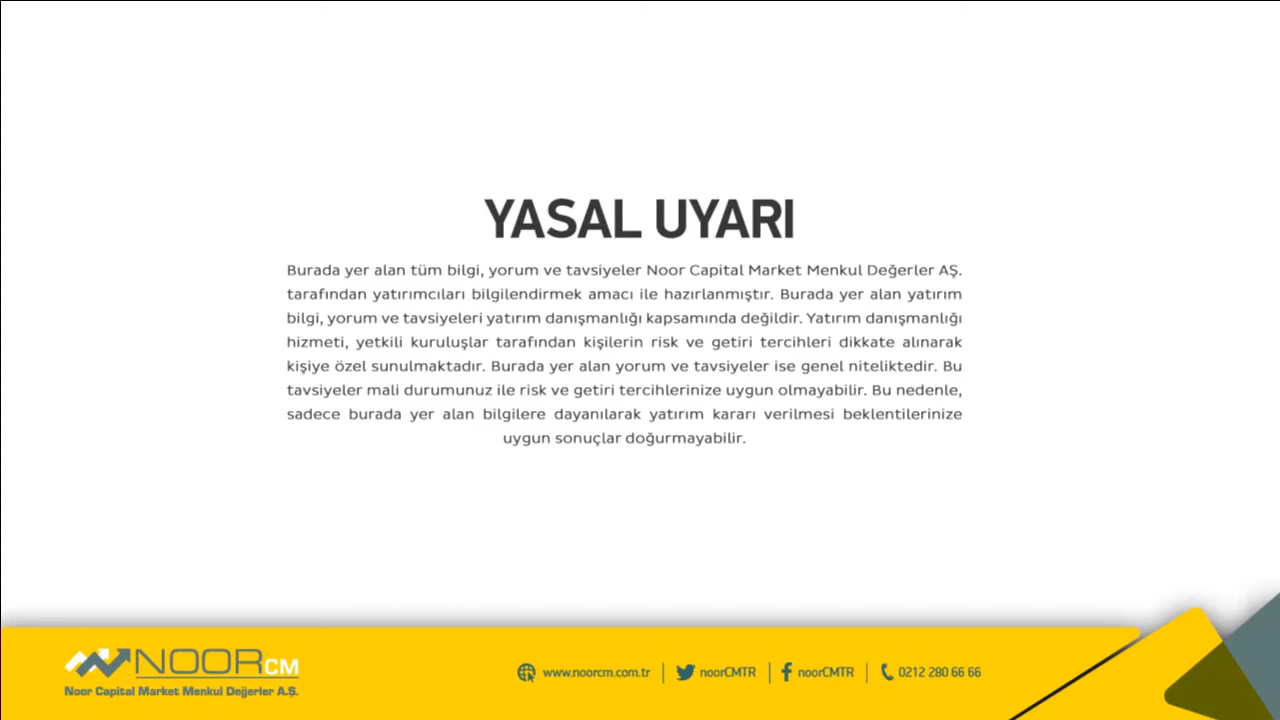 YASAL UYARI
Burada yer alan tüm bilgi, yorum ve tavsiyeler Noor Capital Market Menkul Değerler AŞ.
tarafından yatırımcıları bilgilendirmek amacı ile hazırlanmıştır. Burada yer alan yatırım
bilgi, yorum ve tavsiyeleri yatırım danışmanlığı kapsamında değildir. Yatırım danışmanlığı
hizmeti, yetkili kuruluşlar tarafından kişilerin risk ve getiri tercihleri dikkate alınarak
kişiye özel sunulmaktadır. Burada yer alan yorum ve tavsiyeler ise genel niteliktedir. Bu
tavsiyeler mali durumunuz ile risk ve getiri tercihlerinize uygun olmayabilir. Bu nedenle,
sadece burada yer alan bilgilere dayanılarak yatırım kararı verilmesi beklentilerinize
uygun sonuçlar doğurmayabilir.
NOORCM
Noor Capital Market Menkul Değerler A.Ş.
www.noorcm.com.tr | noorCMTR | noorCMTR | 0212 280 66 66